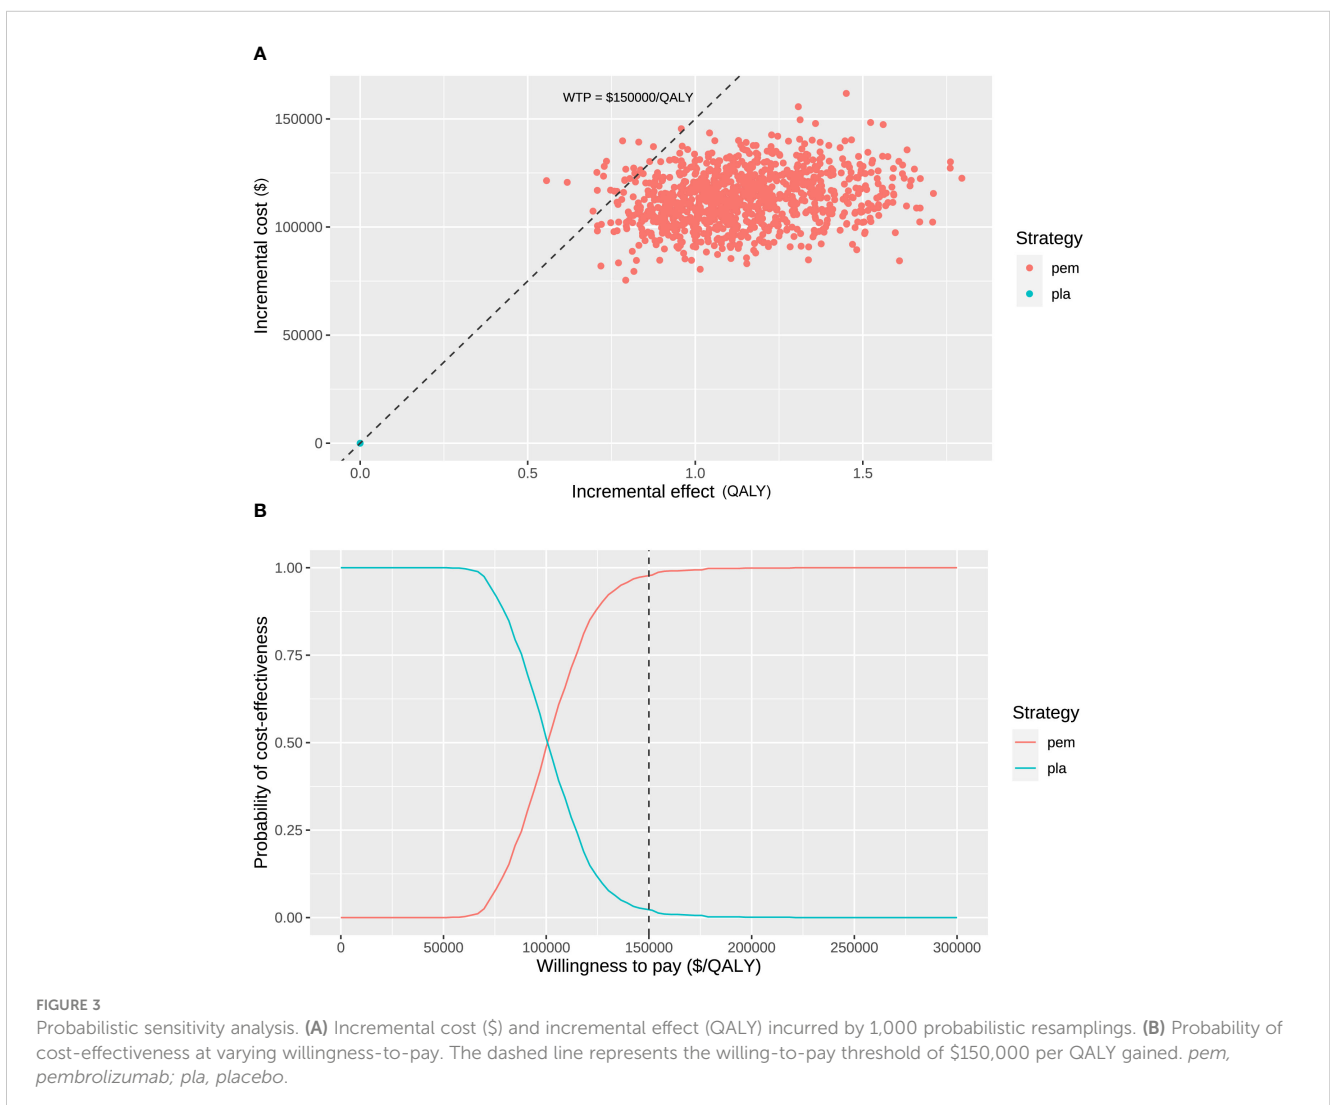 A
WTP = $150000/QALY
150000
100000
50000
0
Incremental cost ($)
0.0 0.5 1.0 1.5
Incremental effect (QALY)
Strategy
pem
pla
B
1.00
0.75
0.50
0.25
0.00
Probability of cost-effectiveness
0 50000 100000 150000 200000 250000 300000
Willingness to pay ($/QALY)
Strategy
pem
pla
FIGURE 3
Probabilistic sensitivity analysis. (A) Incremental cost ($) and incremental effect (QALY) incurred by 1,000 probabilistic resamplings. (B) Probability of
cost-effectiveness at varying willingness-to-pay. The dashed line represents the willing-to-pay threshold of $150,000 per QALY gained. pem,
pembrolizumab; pla, placebo.